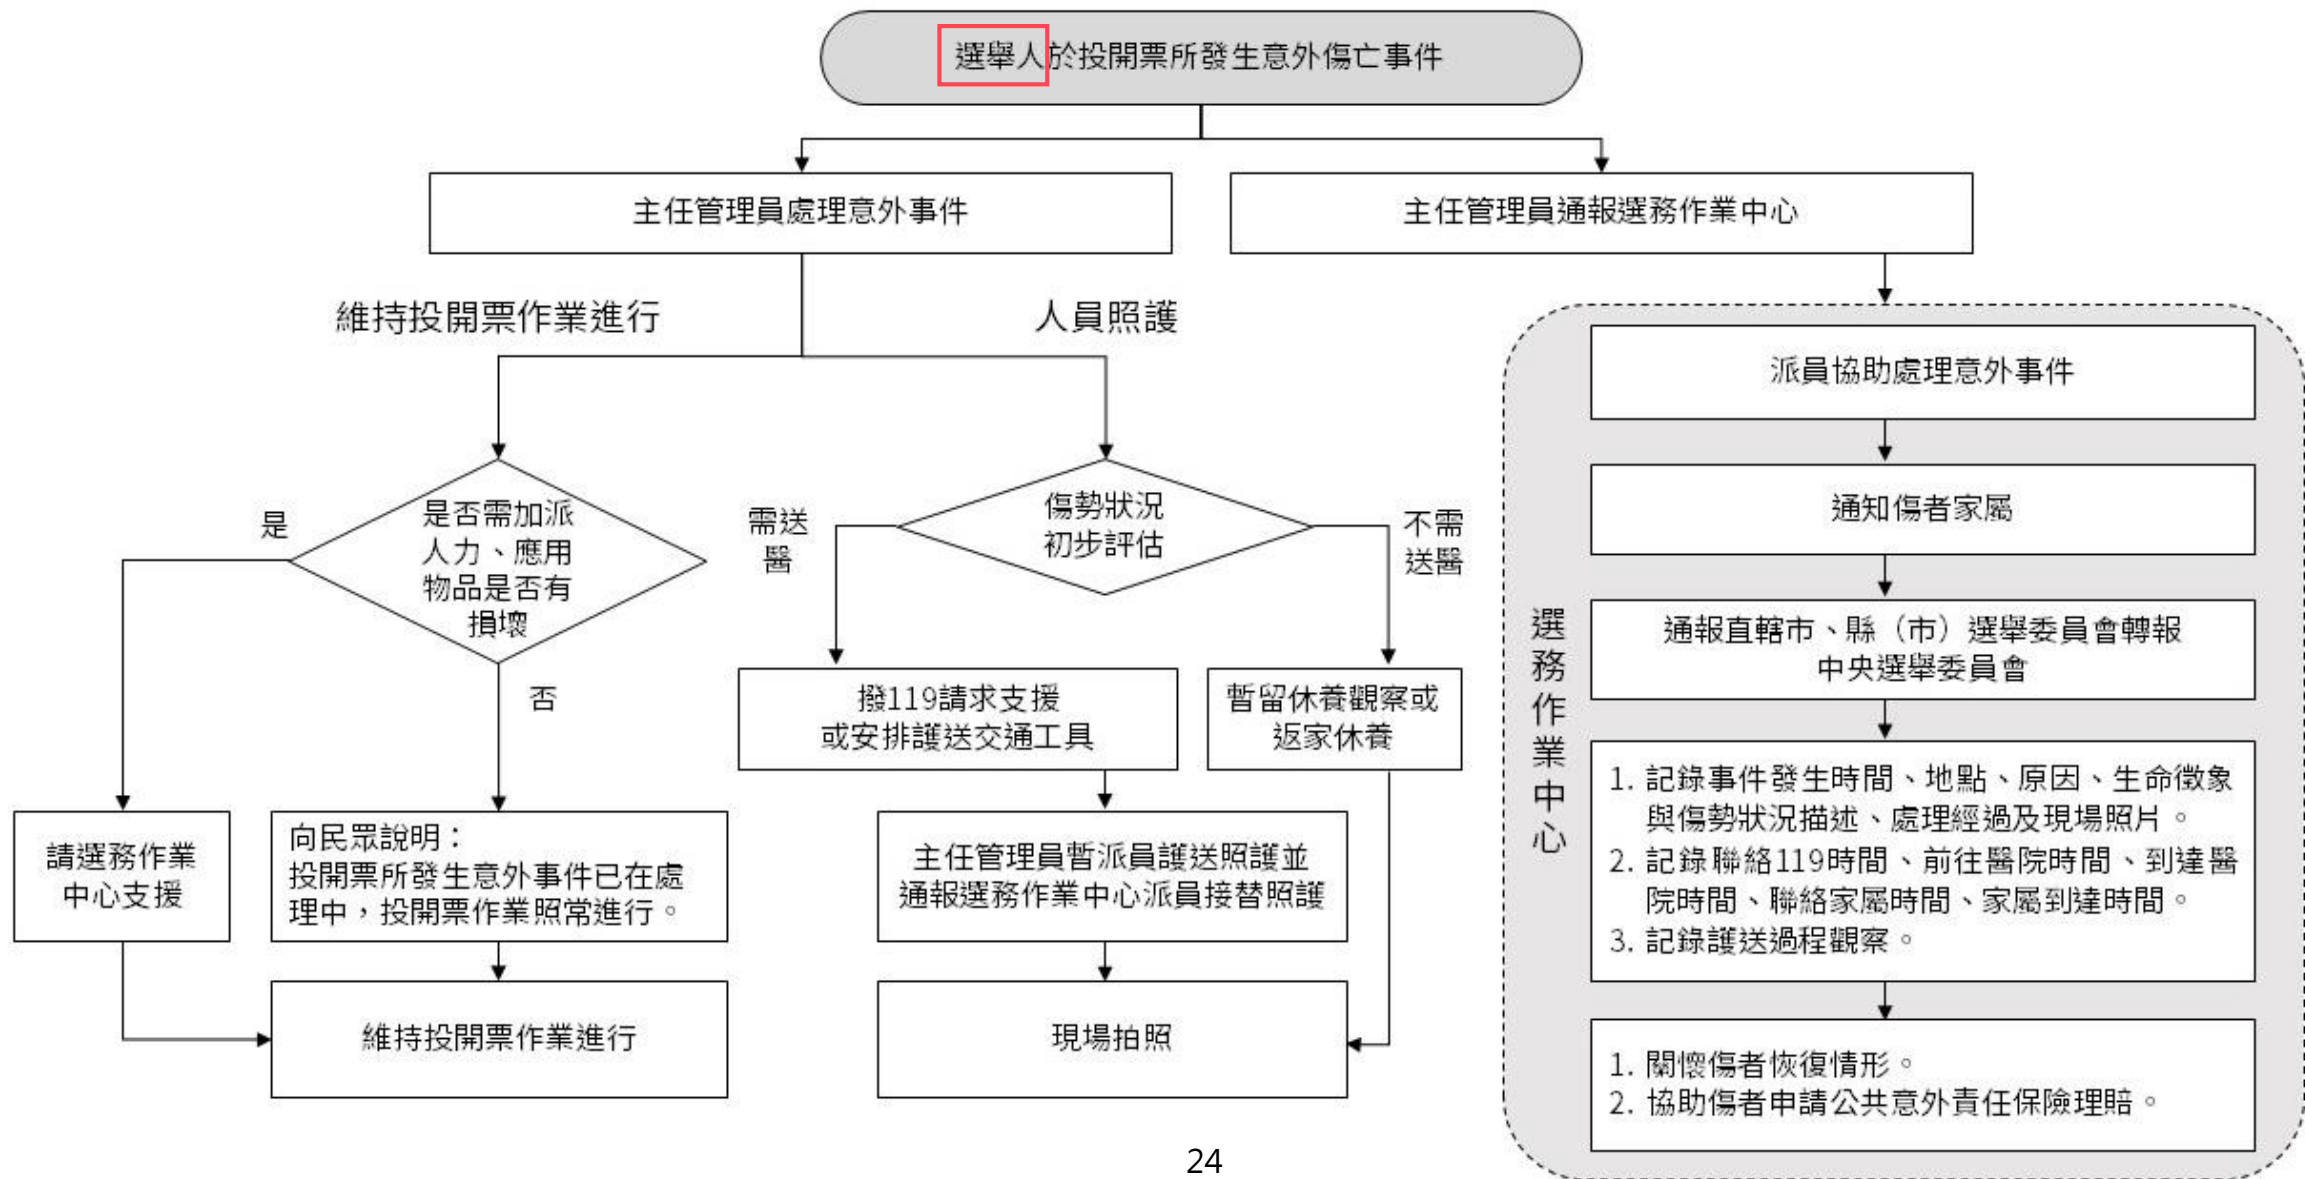 選舉人於投開票所發生意外傷亡事件
主任管理員處理意外事件
主任管理員通報選務作業中心
維持投開票作業進行
人員照護
是否需加派
人力、應用
物品是否有
損壞
是
否
請選務作業
中心支援
向民眾說明：
投開票所發生意外事件已在處
理中，投開票作業照常進行。
維持投開票作業進行
傷勢狀況
初步評估
需送
醫
不需
送醫
撥119請求支援
或安排護送交通工具
暫留休養觀察或
返家休養
主任管理員暫派員護送照護並
通報選務作業中心派員接替照護
現場拍照
選務作業中心
派員協助處理意外事件
通知傷者家屬
通報直轄市、縣（市）選舉委員會轉報
中央選舉委員會
1. 記錄事件發生時間、地點、原因、生命徵象
與傷勢狀況描述、處理經過及現場照片。
2. 記錄聯絡119時間、前往醫院時間、到達醫
院時間、聯絡家屬時間、家屬到達時間。
3. 記錄護送過程觀察。
1. 關懷傷者恢復情形。
2. 協助傷者申請公共意外責任保險理賠。
24